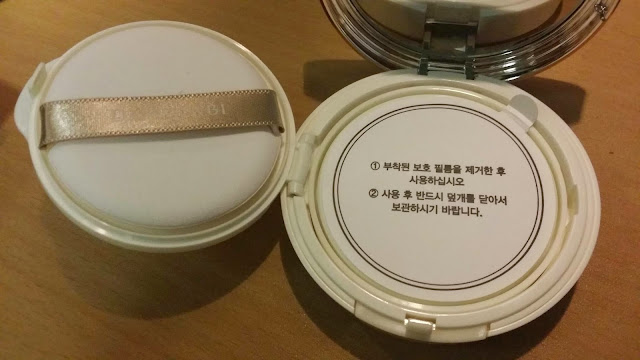 ① 부착된 보호 필름을 제거한 후
사용하십시오
② 사용 후 반드시 덮개를 닫아서
보관하시기 바랍니다.